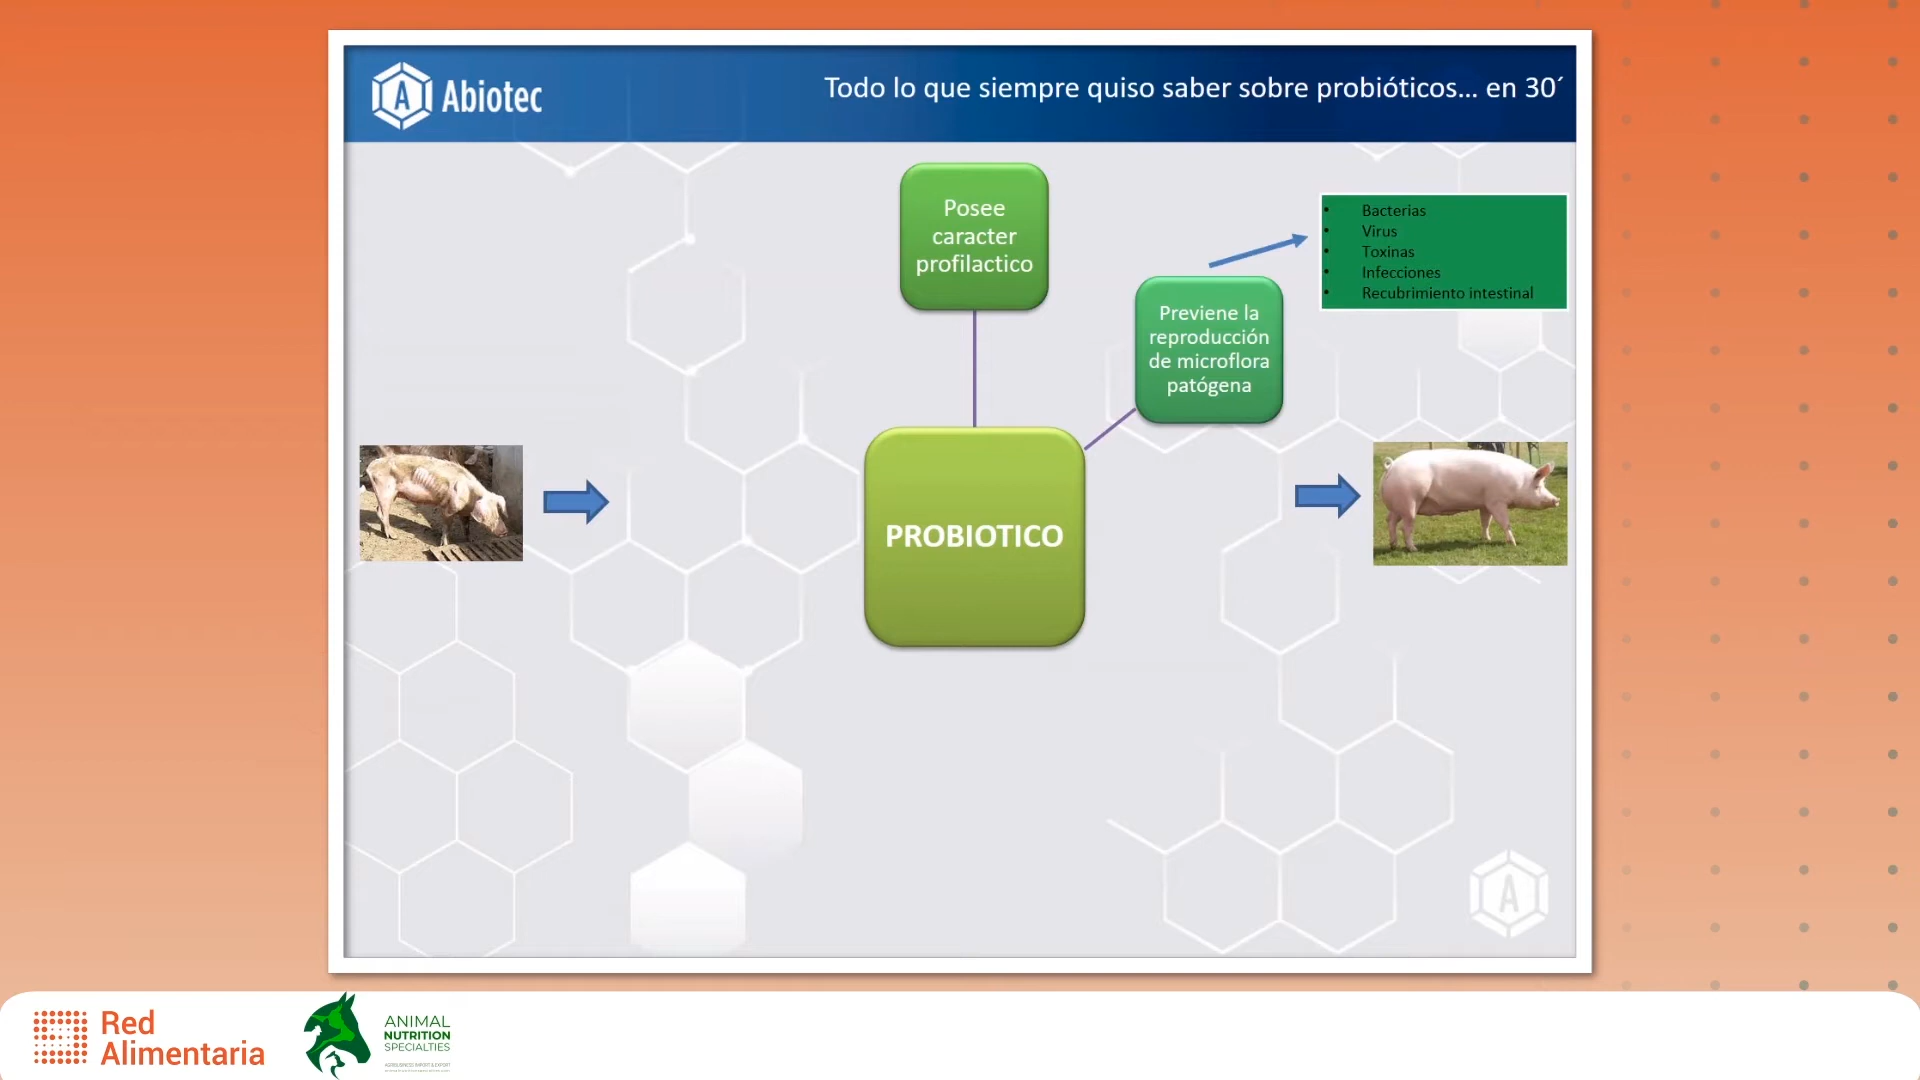 Abiotec
Todo lo que siempre quiso saber sobre probióticos... en 30´
Posee
caracter
profilactico
• Bacterias
• Virus
• Toxinas
• Infecciones
• Recubrimiento intestinal
Previene la
reproducción
de microflora
patógena
PROBIOTICO
A
Red
Alimentaria
ANIMAL
NUTRITION
SPECIALTIES